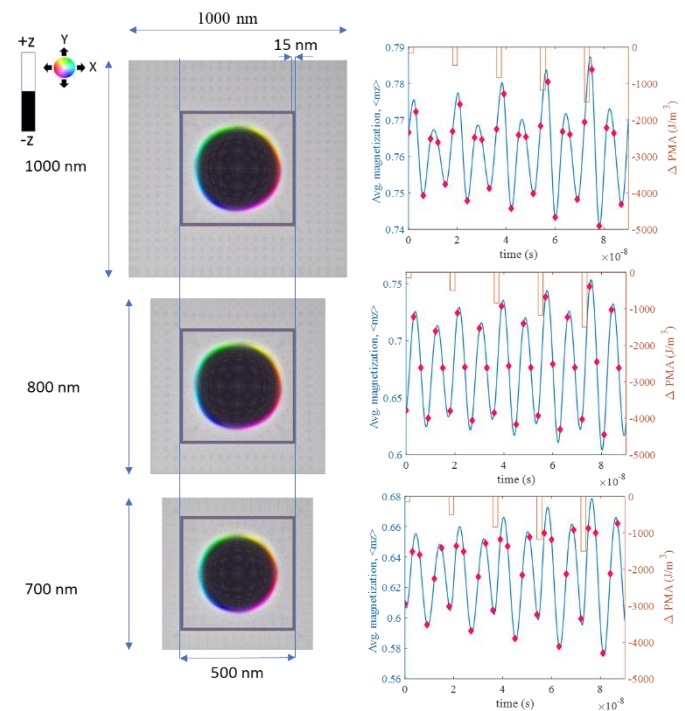 1000 nm
15 nm
+z
-z
Y
X
1000 nm
0.79
0.78
0.77
0.76
0.75
0.74
Avg. magnetization, <mz>
0
-1000
-2000
-3000
-4000
-5000
Δ PMA (J/m³)
0 2 4 6 8
time (s)
×10⁻⁸
800 nm
0.75
0.7
0.65
0.6
Avg. magnetization, <mz>
0
-1000
-2000
-3000
-4000
-5000
Δ PMA (J/m³)
0 2 4 6 8
time (s)
×10⁻⁸
700 nm
500 nm
0.68
0.66
0.64
0.62
0.6
0.58
0.56
Avg. magnetization, <mz>
0
-1000
-2000
-3000
-4000
-5000
Δ PMA (J/m³)
0 2 4 6 8
time (s)
×10⁻⁸